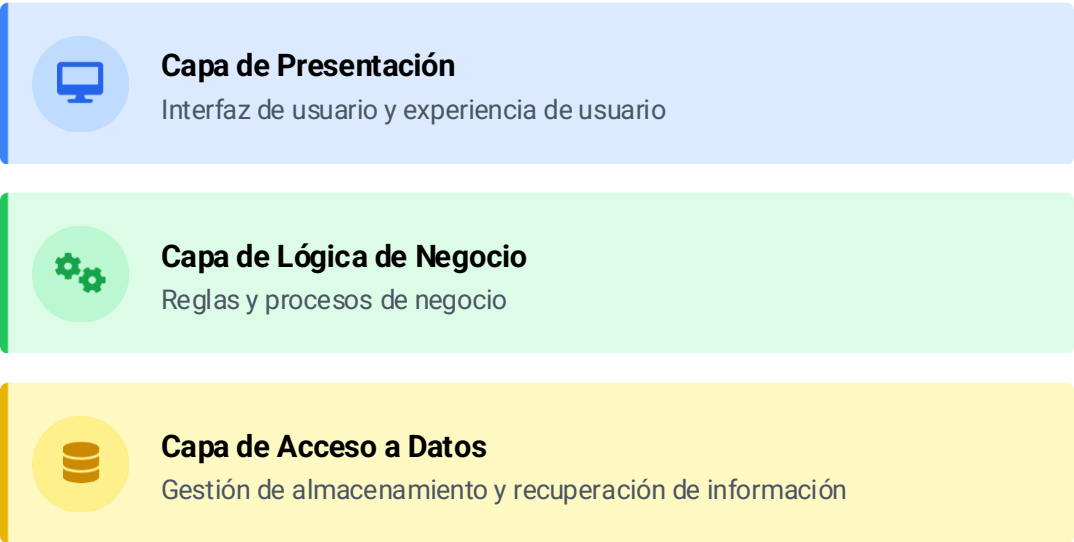 Capa de Presentación
Interfaz de usuario y experiencia de usuario
Capa de Lógica de Negocio
Reglas y procesos de negocio
Capa de Acceso a Datos
Gestión de almacenamiento y recuperación de información